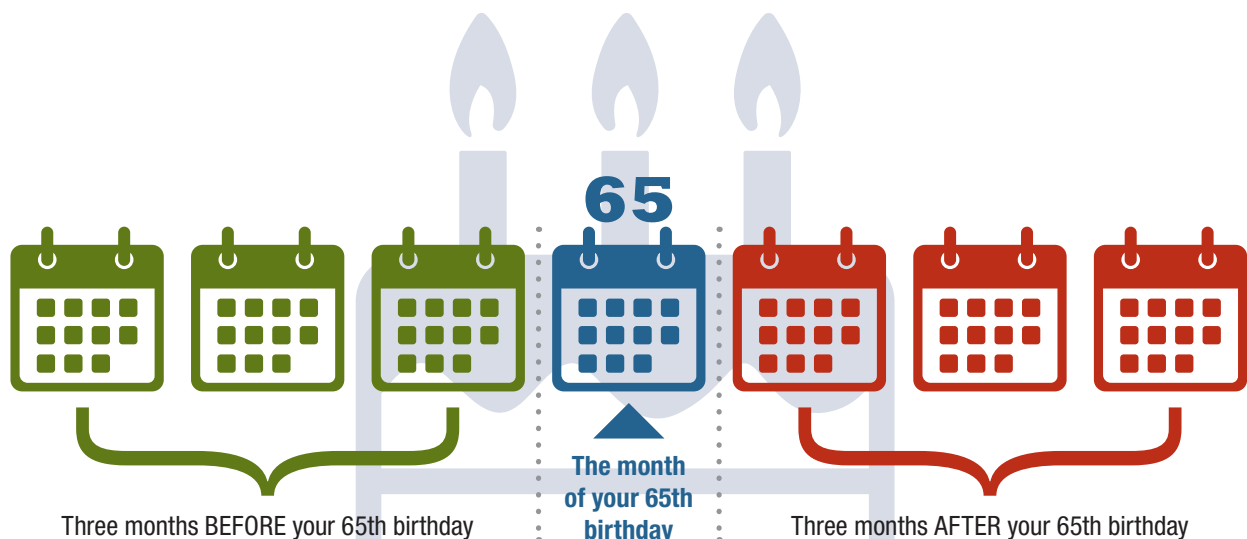 65
Three months BEFORE your 65th birthday
The month
of your 65th
birthday
Three months AFTER your 65th birthday